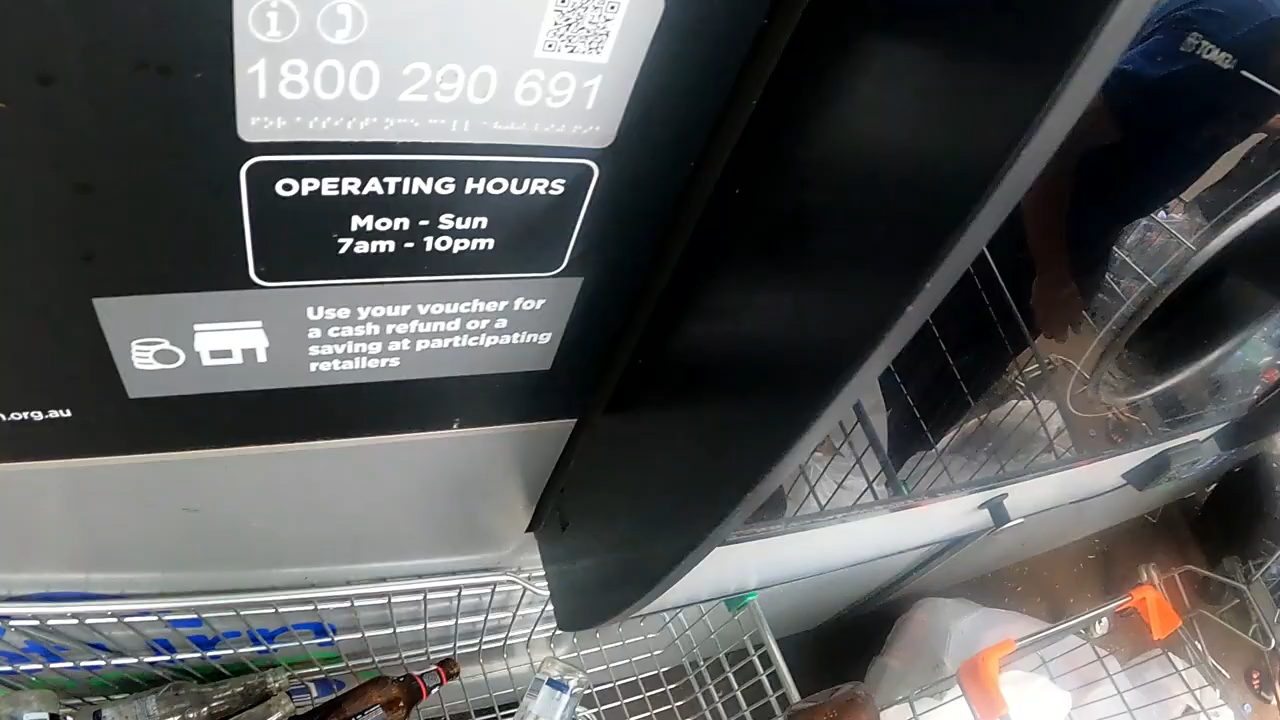 1800 290 691
OPERATING HOURS
Mon - Sun
7am - 10pm
Use your voucher for
a cash refund or a
saving at participating
retailers
n.org.au
TOMRA